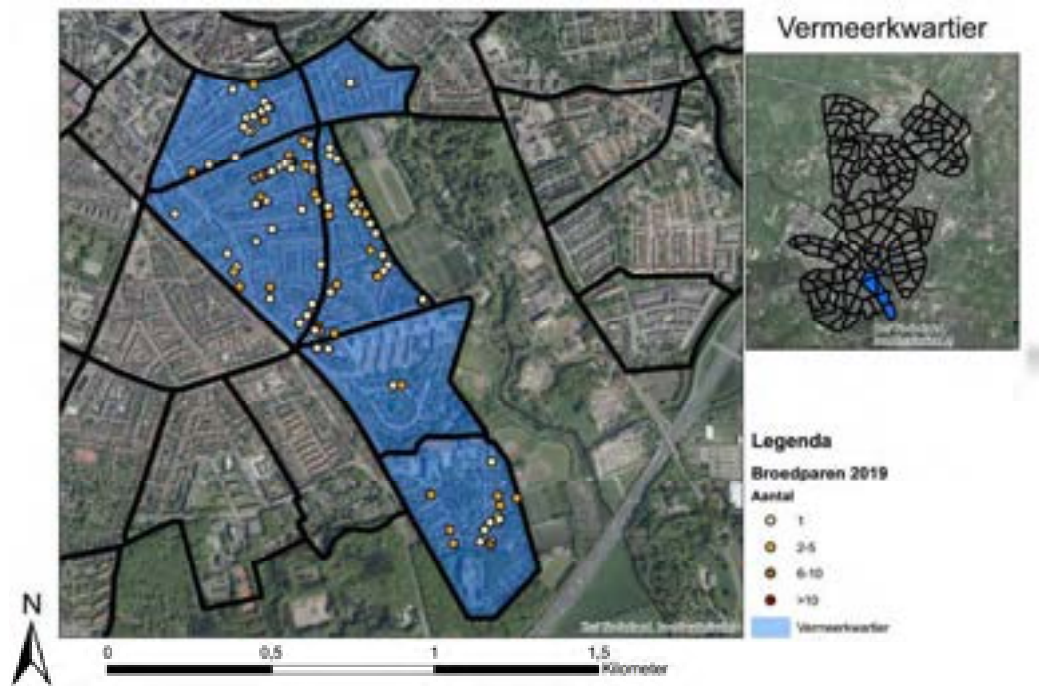 Vermeerkwartier
Legenda
Broedparen 2019
Aantal
1
2-5
6-10
>10
Vermeerkwartier
N
0 0,5 1 1,5
Kilometer